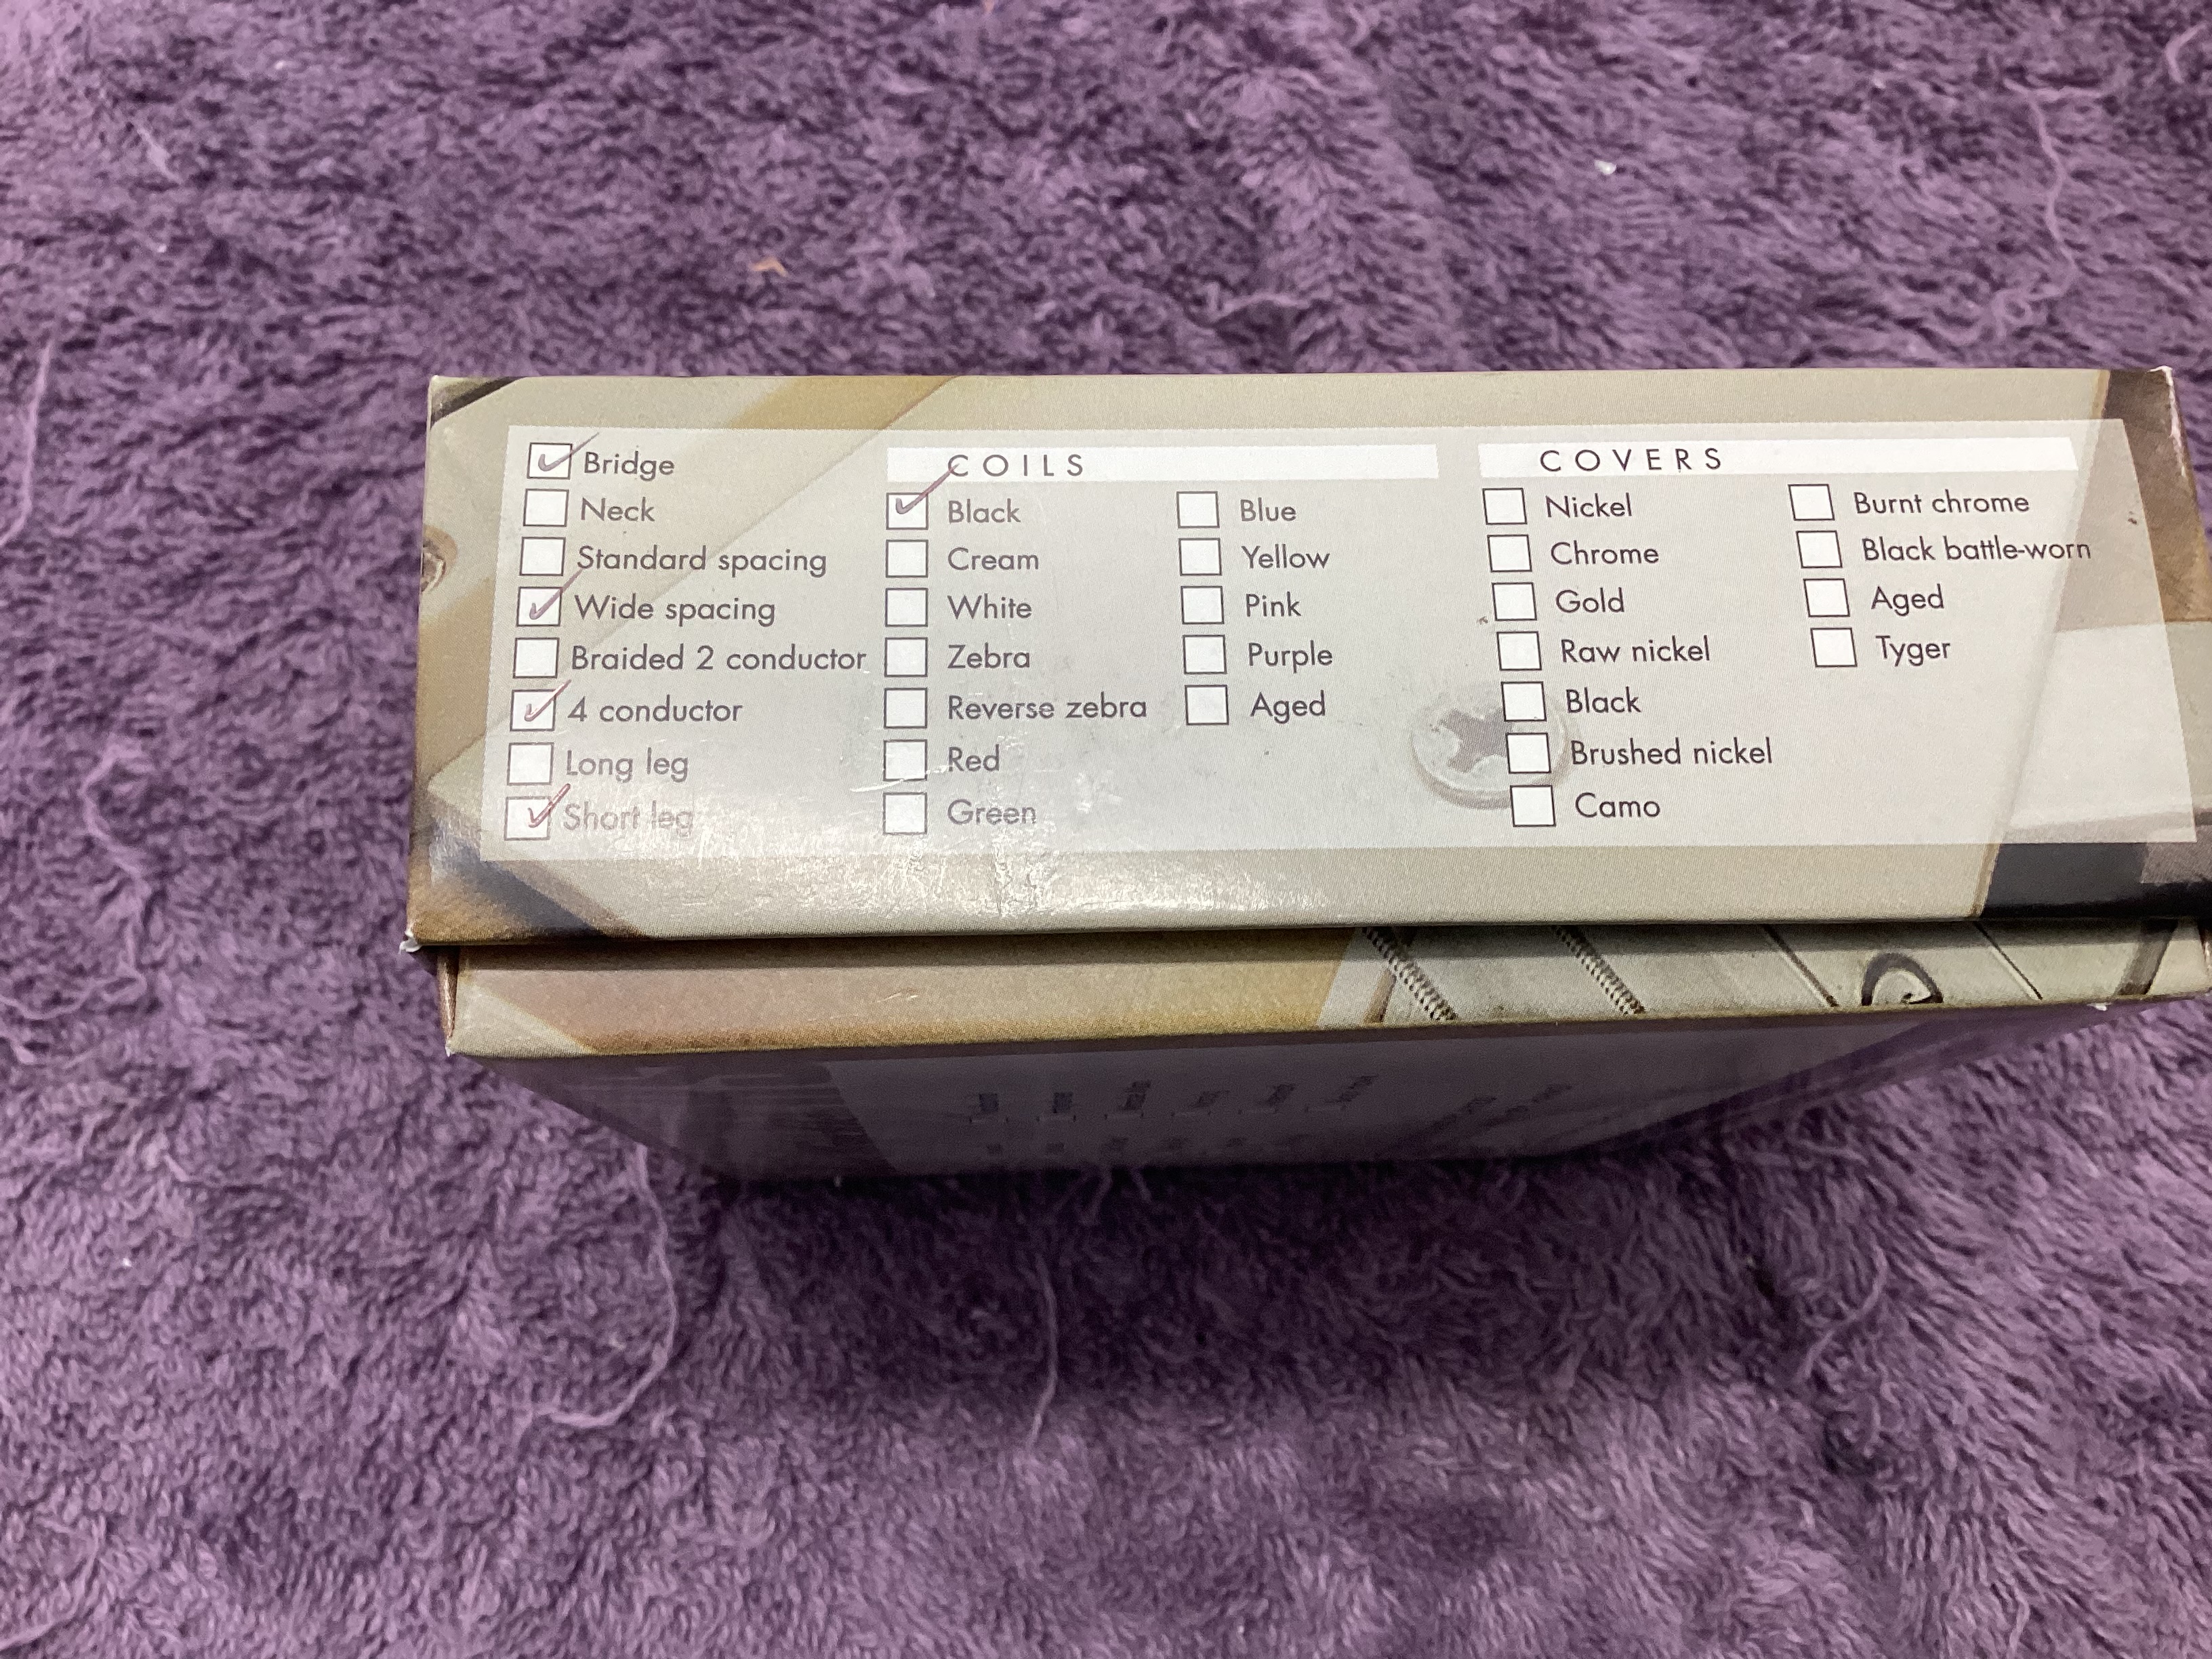 Bridge
Neck
Standard spacing
Wide spacing
Braided 2 conductor
4 conductor
Long leg
Short leg
COILS
Black
Cream
White
Zebra
Reverse zebra
Red
Green
Blue
Yellow
Pink
Purple
Aged
COVERS
Nickel
Chrome
Gold
Raw nickel
Black
Brushed nickel
Camo
Burnt chrome
Black battle-worn
Aged
Tyger